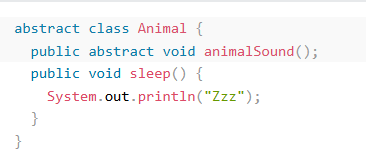 abstract class Animal {
  public abstract void animalSound();
  public void sleep() {
    System.out.println("Zzz");
  }
}